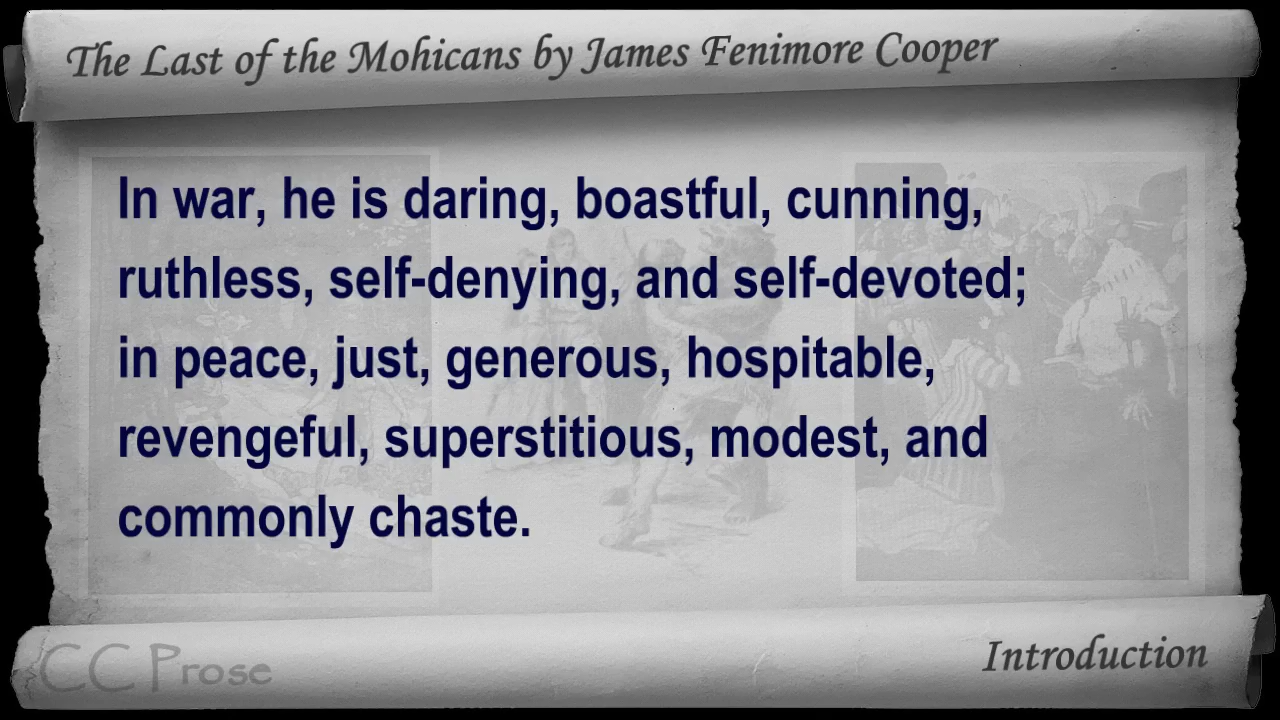 The Last of the Mohicans by James Fenimore Cooper
In war, he is daring, boastful, cunning,
ruthless, self-denying, and self-devoted;
in peace, just, generous, hospitable,
revengeful, superstitious, modest, and
commonly chaste.
CC Prose
Introduction